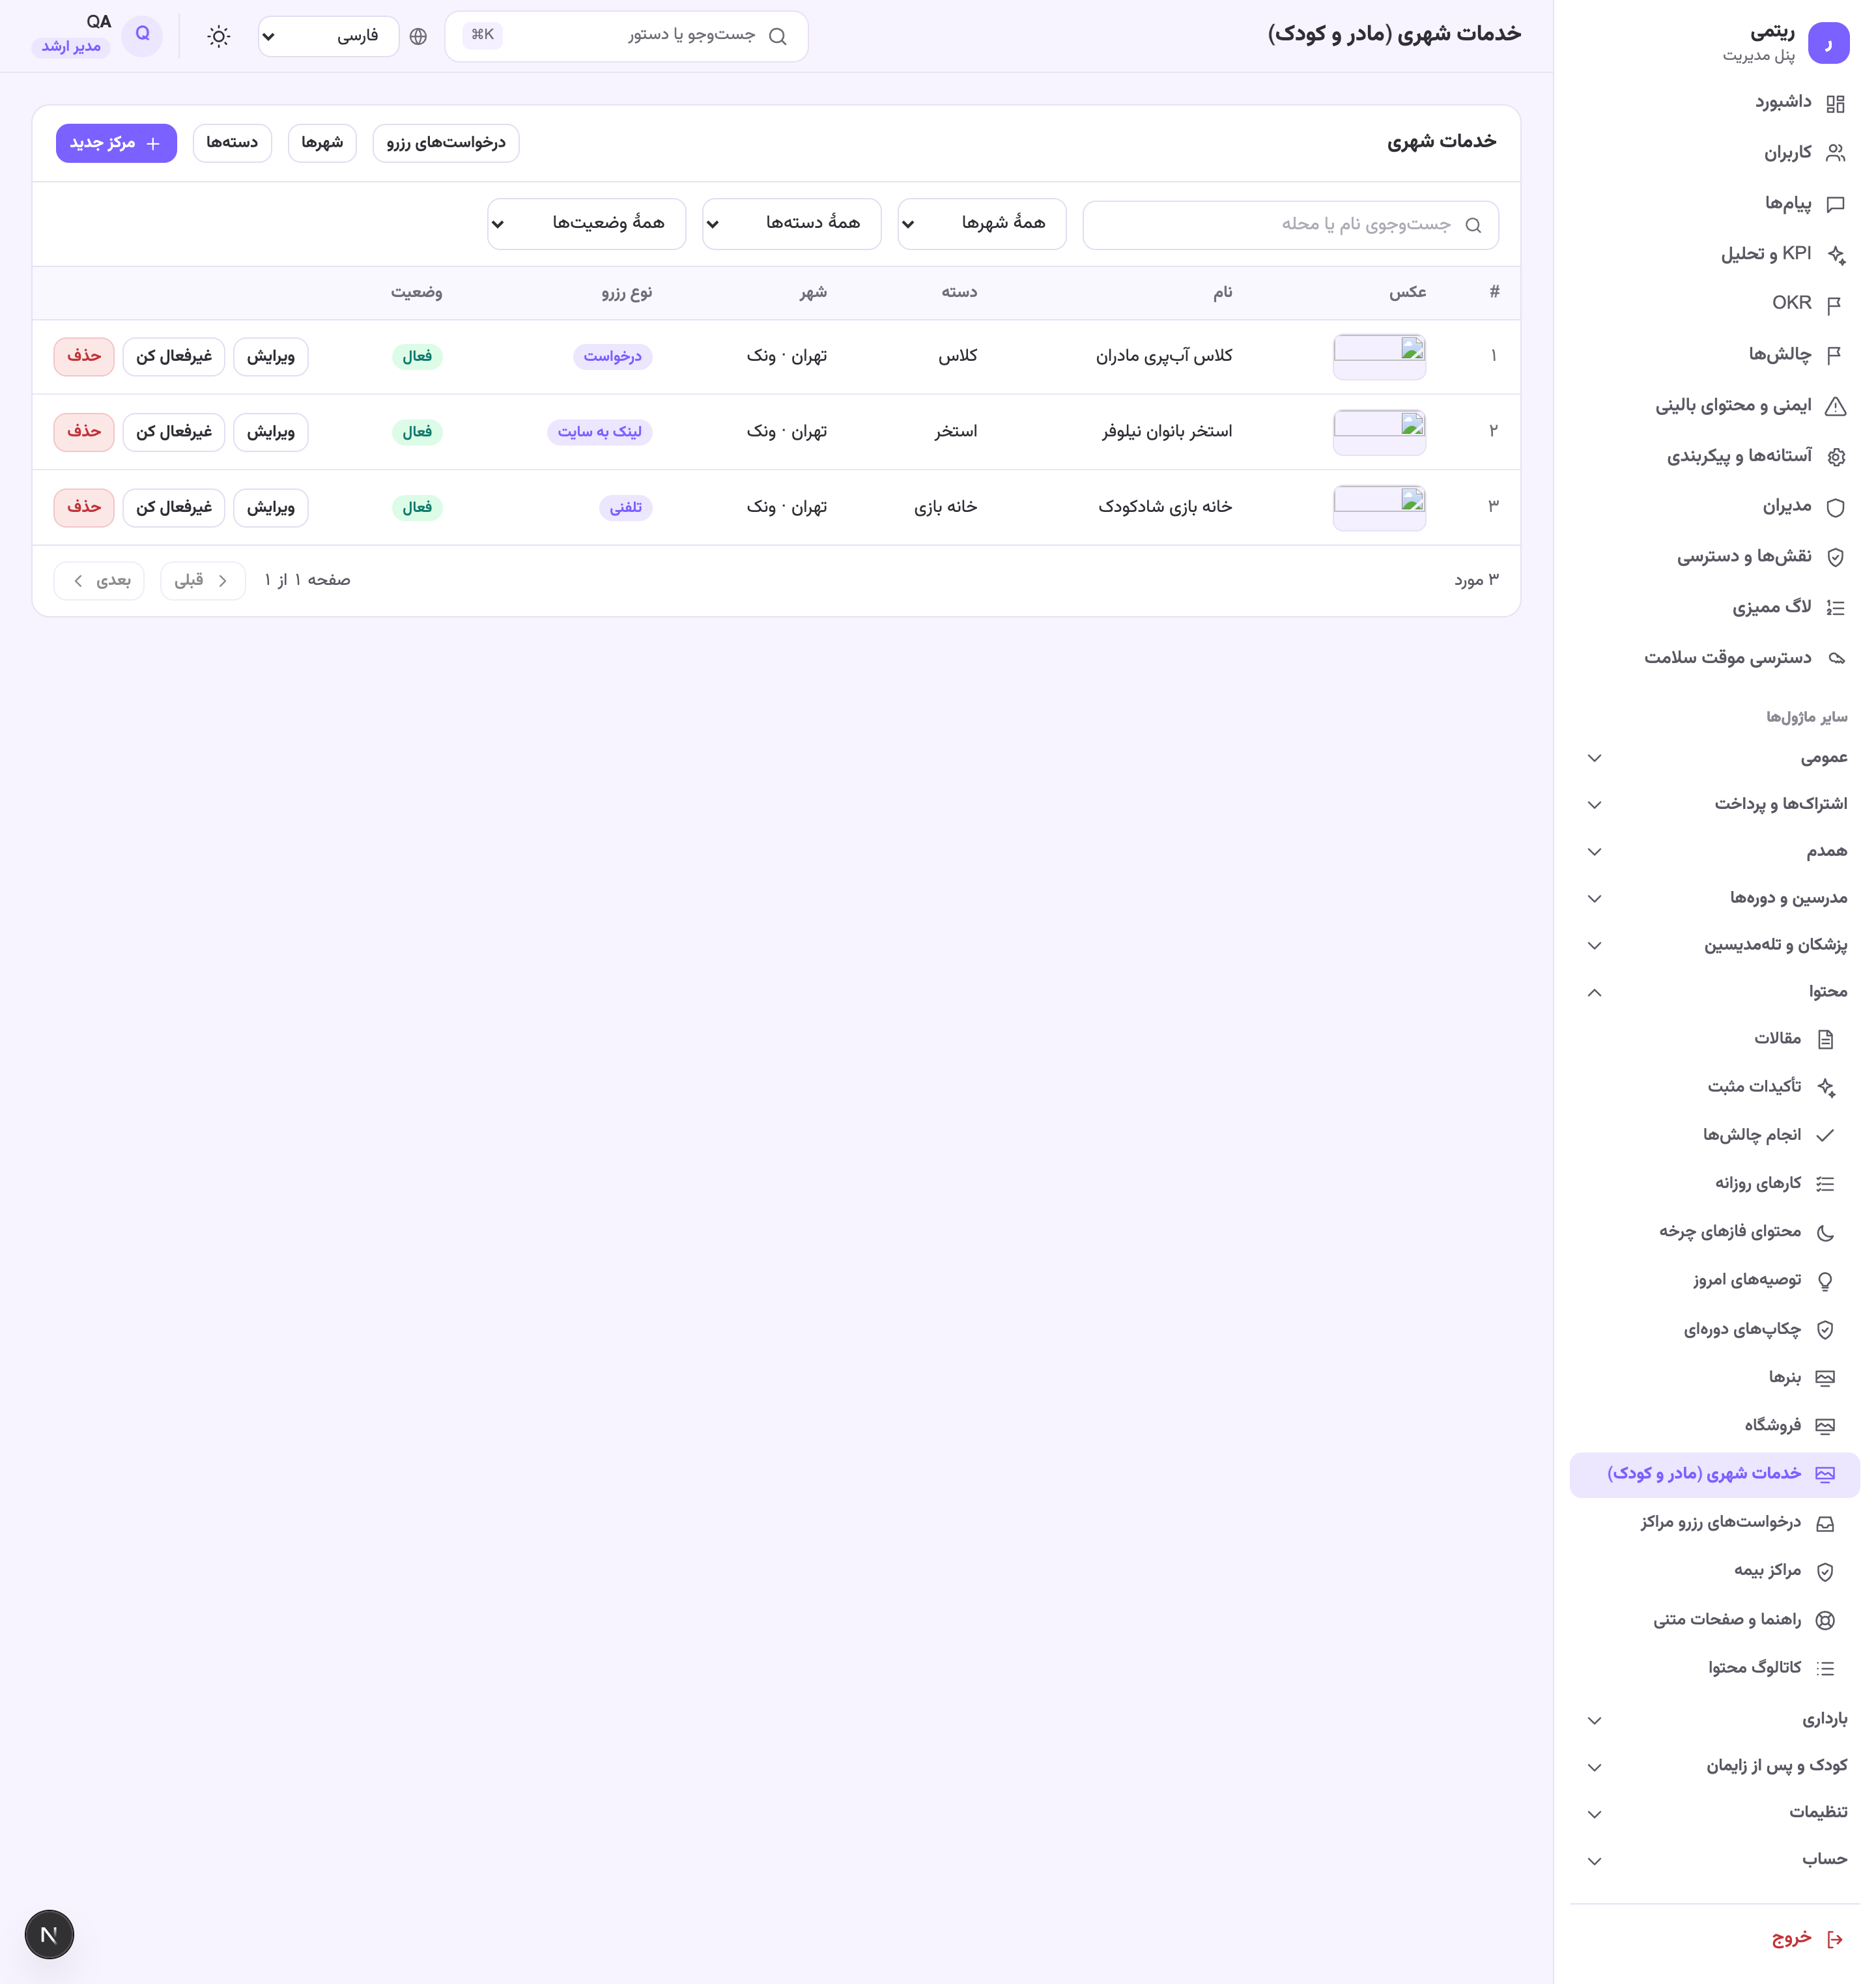 ر
ریتمی
پنل مدیریت
داشبورد
کاربران
پیام‌ها
KPI و تحلیل
OKR
چالش‌ها
ایمنی و محتوای بالینی
آستانه‌ها و پیکربندی
مدیران
نقش‌ها و دسترسی
لاگ ممیزی
دسترسی موقت سلامت
سایر ماژول‌ها
عمومی
اشتراک‌ها و پرداخت
همدم
مدرسین و دوره‌ها
پزشکان و تله‌مدیسین
محتوا
مقالات
تأکیدات مثبت
انجام چالش‌ها
کارهای روزانه
محتوای فازهای چرخه
توصیه‌های امروز
چکاپ‌های دوره‌ای
بنرها
فروشگاه
خدمات شهری (مادر و کودک)
درخواست‌های رزرو مراکز
مراکز بیمه
راهنما و صفحات متنی
کاتالوگ محتوا
بارداری
کودک و پس از زایمان
تنظیمات
حساب
خروج
خدمات شهری (مادر و کودک)
جست‌وجو یا دستور ⌘K
فارسی
Q
QA
مدیر ارشد
خدمات شهری
درخواست‌های رزرو شهرها دسته‌ها مرکز جدید
جست‌وجوی نام یا محله همهٔ شهرها همهٔ دسته‌ها همهٔ وضعیت‌ها
# عکس نام دسته شهر نوع رزرو وضعیت
۱ کلاس آب‌پری مادران کلاس تهران · ونک درخواست فعال ویرایش غیرفعال کن حذف
۲ استخر بانوان نیلوفر استخر تهران · ونک لینک به سایت فعال ویرایش غیرفعال کن حذف
۳ خانه بازی شادکودک خانه بازی تهران · ونک تلفنی فعال ویرایش غیرفعال کن حذف
۳ مورد صفحه ۱ از ۱ قبلی بعدی
N